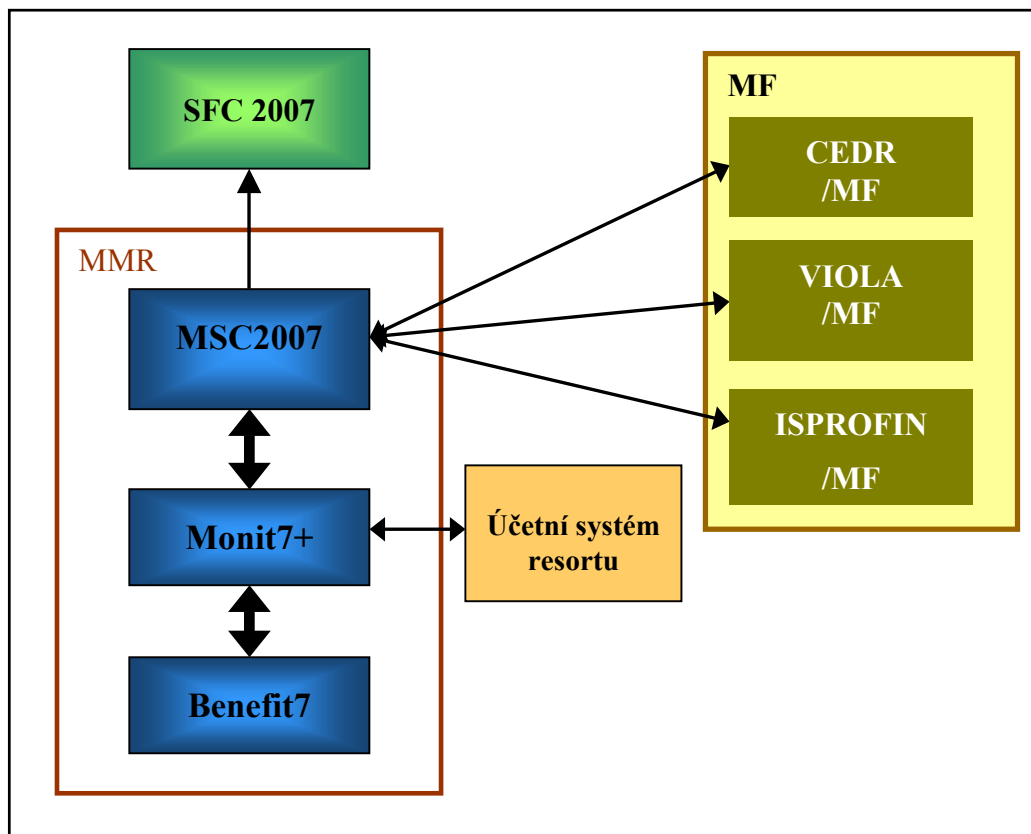 SFC 2007
MMR
MSC2007
Monit7+
Benefit7
Účetní systém
resortu
MF
CEDR
/MF
VIOLA
/MF
ISPROFIN
/MF